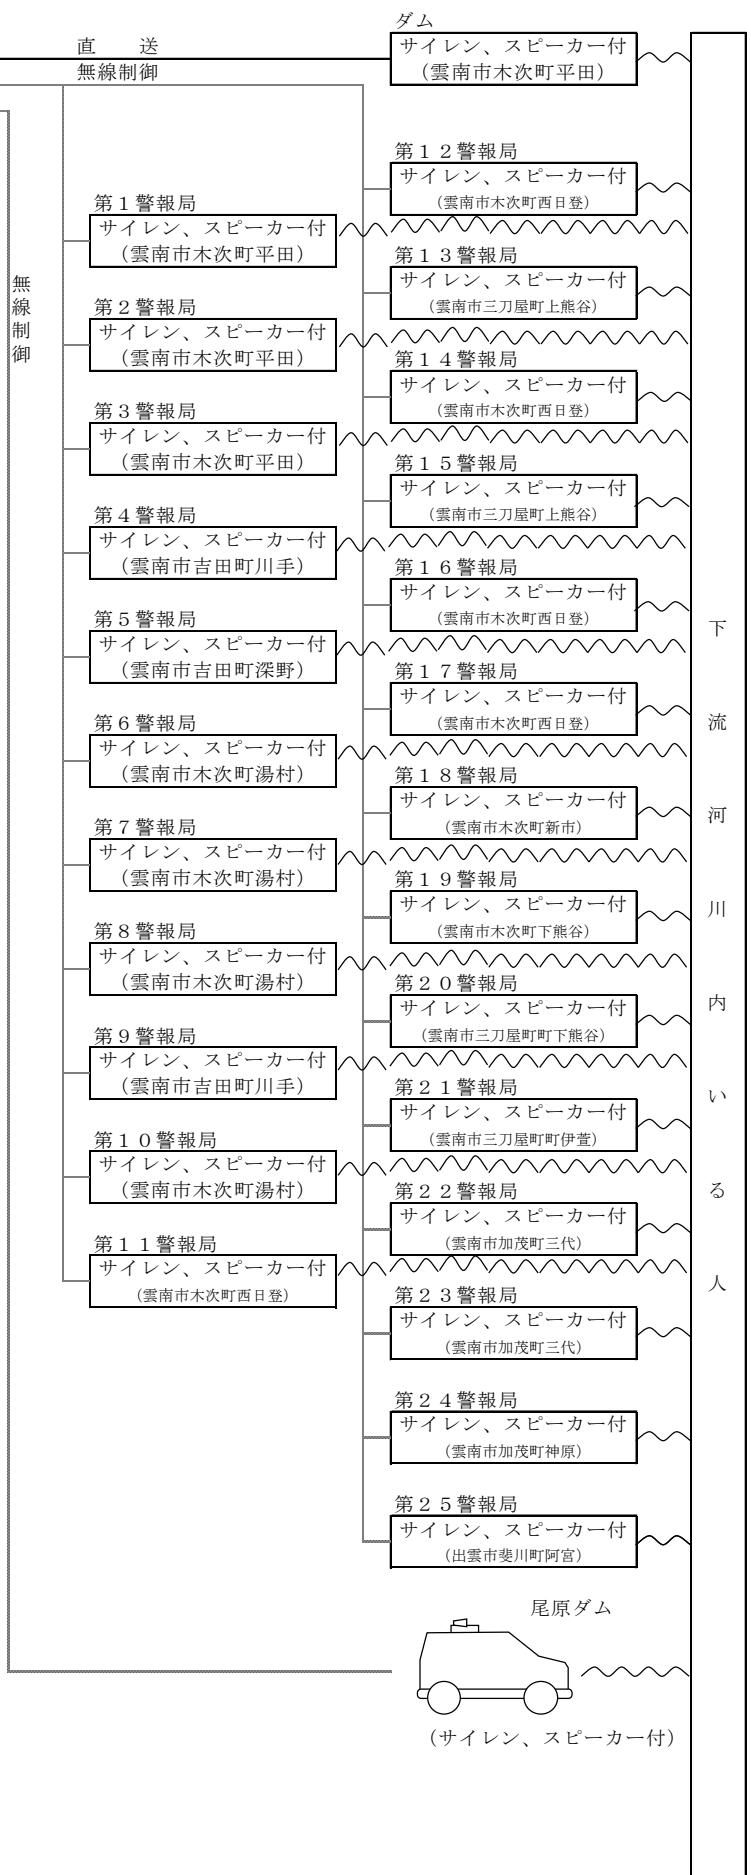 ダム
直　　送
サイレン、スピーカー付
（雲南市木次町平田）
無線制御
無線制御
第１警報局
サイレン、スピーカー付
（雲南市木次町平田）
第２警報局
サイレン、スピーカー付
（雲南市木次町平田）
第３警報局
サイレン、スピーカー付
（雲南市木次町平田）
第４警報局
サイレン、スピーカー付
（雲南市吉田町川手）
第５警報局
サイレン、スピーカー付
（雲南市吉田町深野）
第６警報局
サイレン、スピーカー付
（雲南市木次町湯村）
第７警報局
サイレン、スピーカー付
（雲南市木次町湯村）
第８警報局
サイレン、スピーカー付
（雲南市木次町湯村）
第９警報局
サイレン、スピーカー付
（雲南市吉田町川手）
第１０警報局
サイレン、スピーカー付
（雲南市木次町湯村）
第１１警報局
サイレン、スピーカー付
（雲南市木次町西日登）
第１２警報局
サイレン、スピーカー付
（雲南市木次町西日登）
第１３警報局
サイレン、スピーカー付
（雲南市三刀屋町上熊谷）
第１４警報局
サイレン、スピーカー付
（雲南市木次町西日登）
第１５警報局
サイレン、スピーカー付
（雲南市三刀屋町上熊谷）
第１６警報局
サイレン、スピーカー付
（雲南市木次町西日登）
第１７警報局
サイレン、スピーカー付
（雲南市木次町西日登）
第１８警報局
サイレン、スピーカー付
（雲南市木次町新市）
第１９警報局
サイレン、スピーカー付
（雲南市木次町下熊谷）
第２０警報局
サイレン、スピーカー付
（雲南市三刀屋町町下熊谷）
第２１警報局
サイレン、スピーカー付
（雲南市三刀屋町町伊萱）
第２２警報局
サイレン、スピーカー付
（雲南市加茂町三代）
第２３警報局
サイレン、スピーカー付
（雲南市加茂町三代）
第２４警報局
サイレン、スピーカー付
（雲南市加茂町神原）
第２５警報局
サイレン、スピーカー付
（出雲市斐川町阿宮）
尾原ダム
（サイレン、スピーカー付）
下流河川内いる人